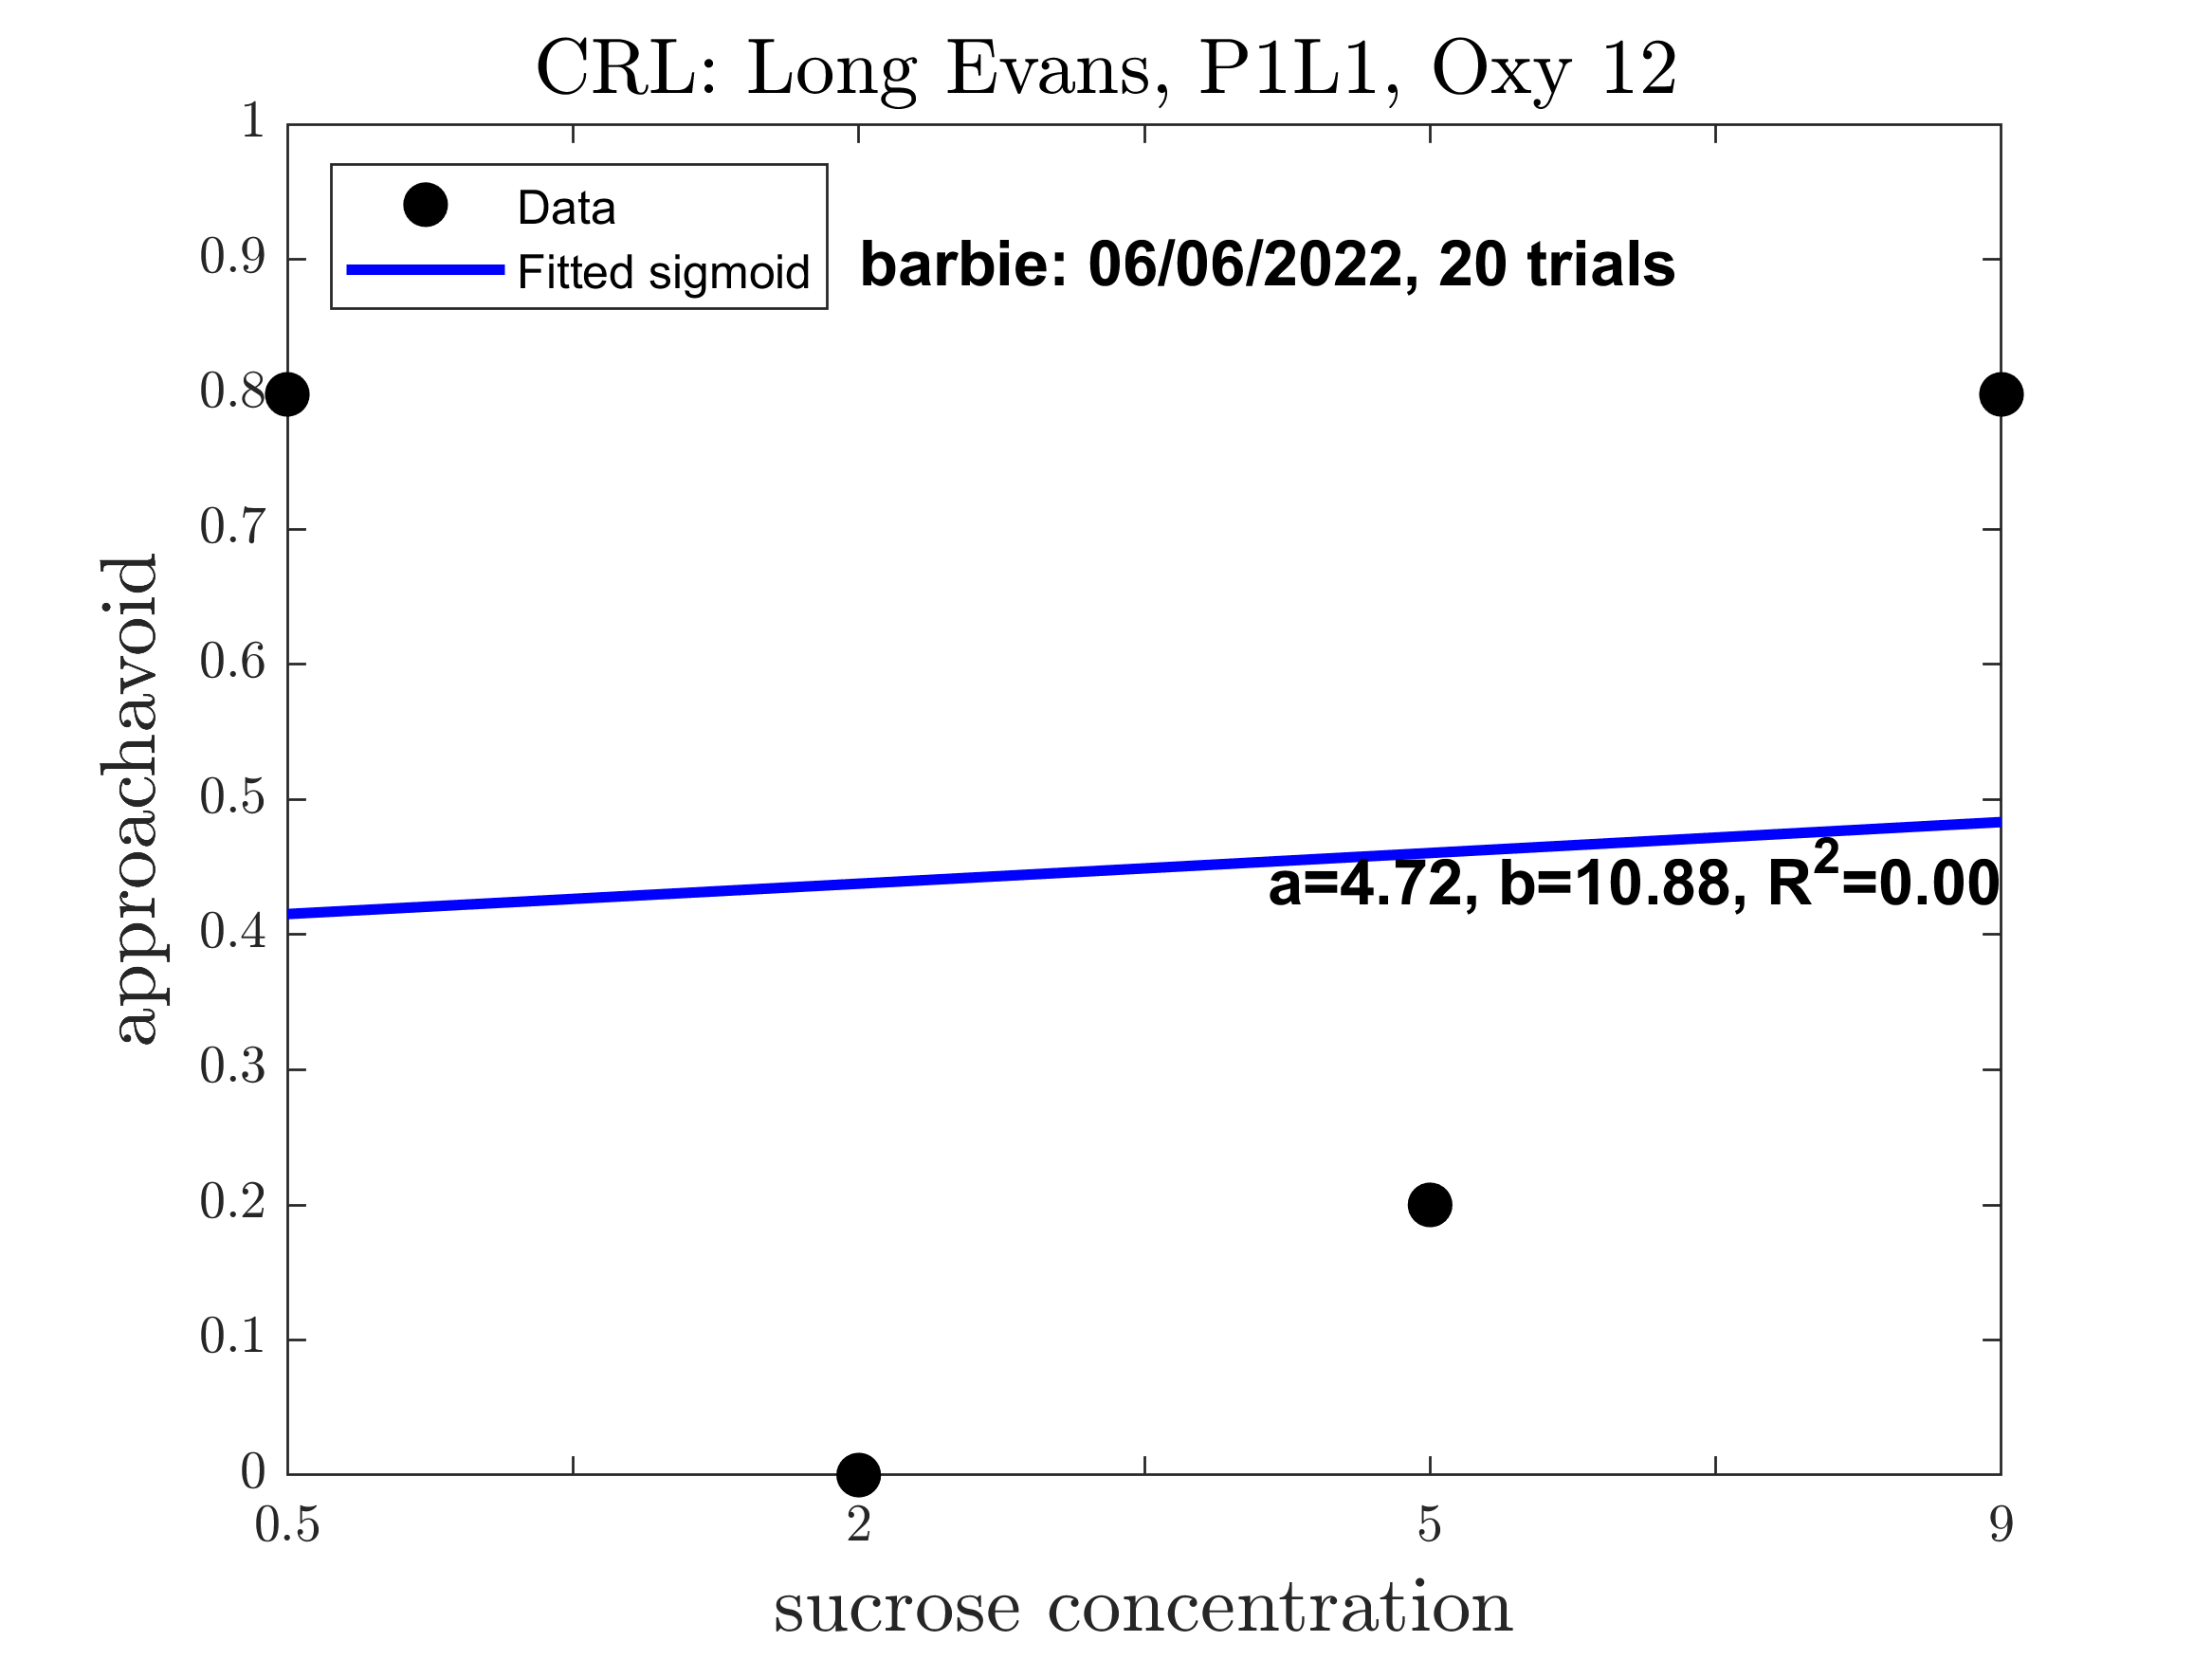 CRL: Long Evans, P1L1, Oxy 12
1
Data
Fitted sigmoid
barbie: 06/06/2022, 20 trials
0.9
0.8
0.7
0.6
0.5
0.4
0.3
0.2
0.1
0
approachavoid
a=4.72, b=10.88, R²=0.00
0.5 2 5 9
sucrose concentration